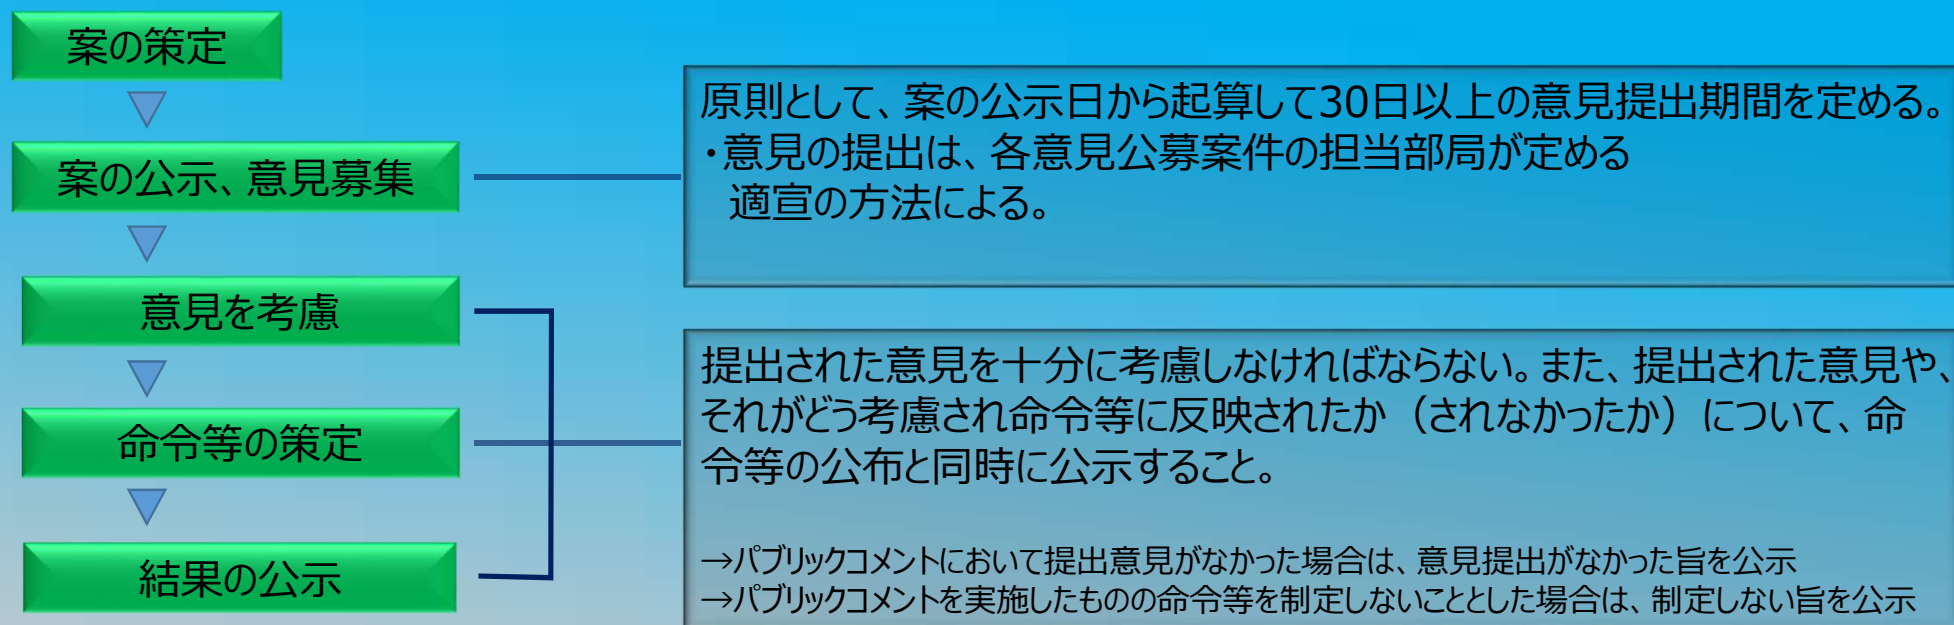 案の策定
案の公示、意見募集
意見を考慮
命令等の策定
結果の公示
原則として、案の公示日から起算して30日以上の意見提出期間を定める。
・意見の提出は、各意見公募案件の担当部局が定める
適宣の方法による。
提出された意見を十分に考慮しなければならない。また、提出された意見や、
それがどう考慮され命令等に反映されたか（されなかったか）について、命
令等の公布と同時に公示すること。
→パブリックコメントにおいて提出意見がなかった場合は、意見提出がなかった旨を公示
→パブリックコメントを実施したものの命令等を制定しないこととした場合は、制定しない旨を公示